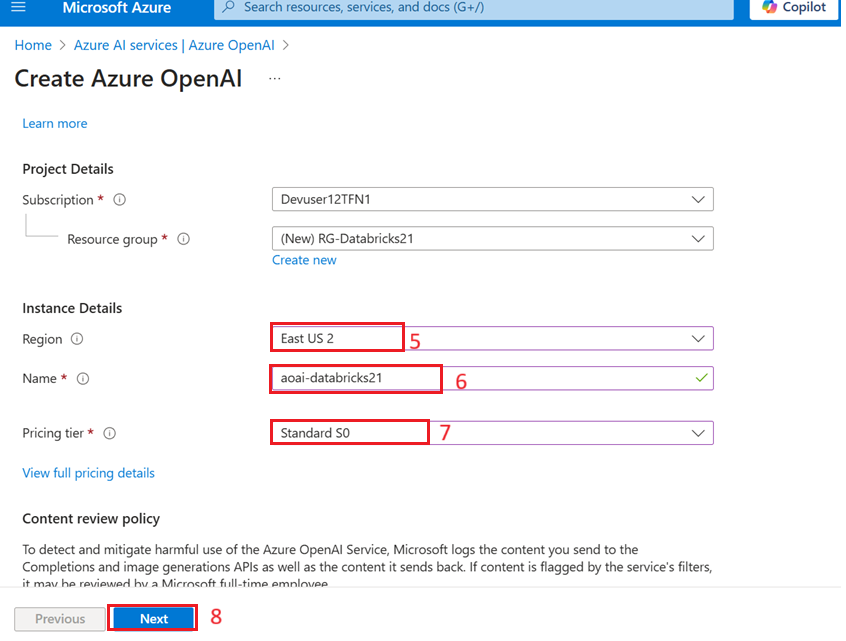 Microsoft Azure
Search resources, services, and docs (G+/)
Copilot
Home > Azure AI services | Azure OpenAI >
Create Azure OpenAI ...
Learn more
Project Details
Subscription *
Devuser12TFN1
Resource group *
(New) RG-Databricks21
Create new
Instance Details
Region
East US 2
5
Name *
aoai-databricks21
6
Pricing tier *
Standard S0
7
View full pricing details
Content review policy
To detect and mitigate harmful use of the Azure OpenAI Service, Microsoft logs the content you send to the
Completions and image generations APIs as well as the content it sends back. If content is flagged by the service's filters,
it may be reviewed by a Microsoft full-time employee.
Previous
Next
8